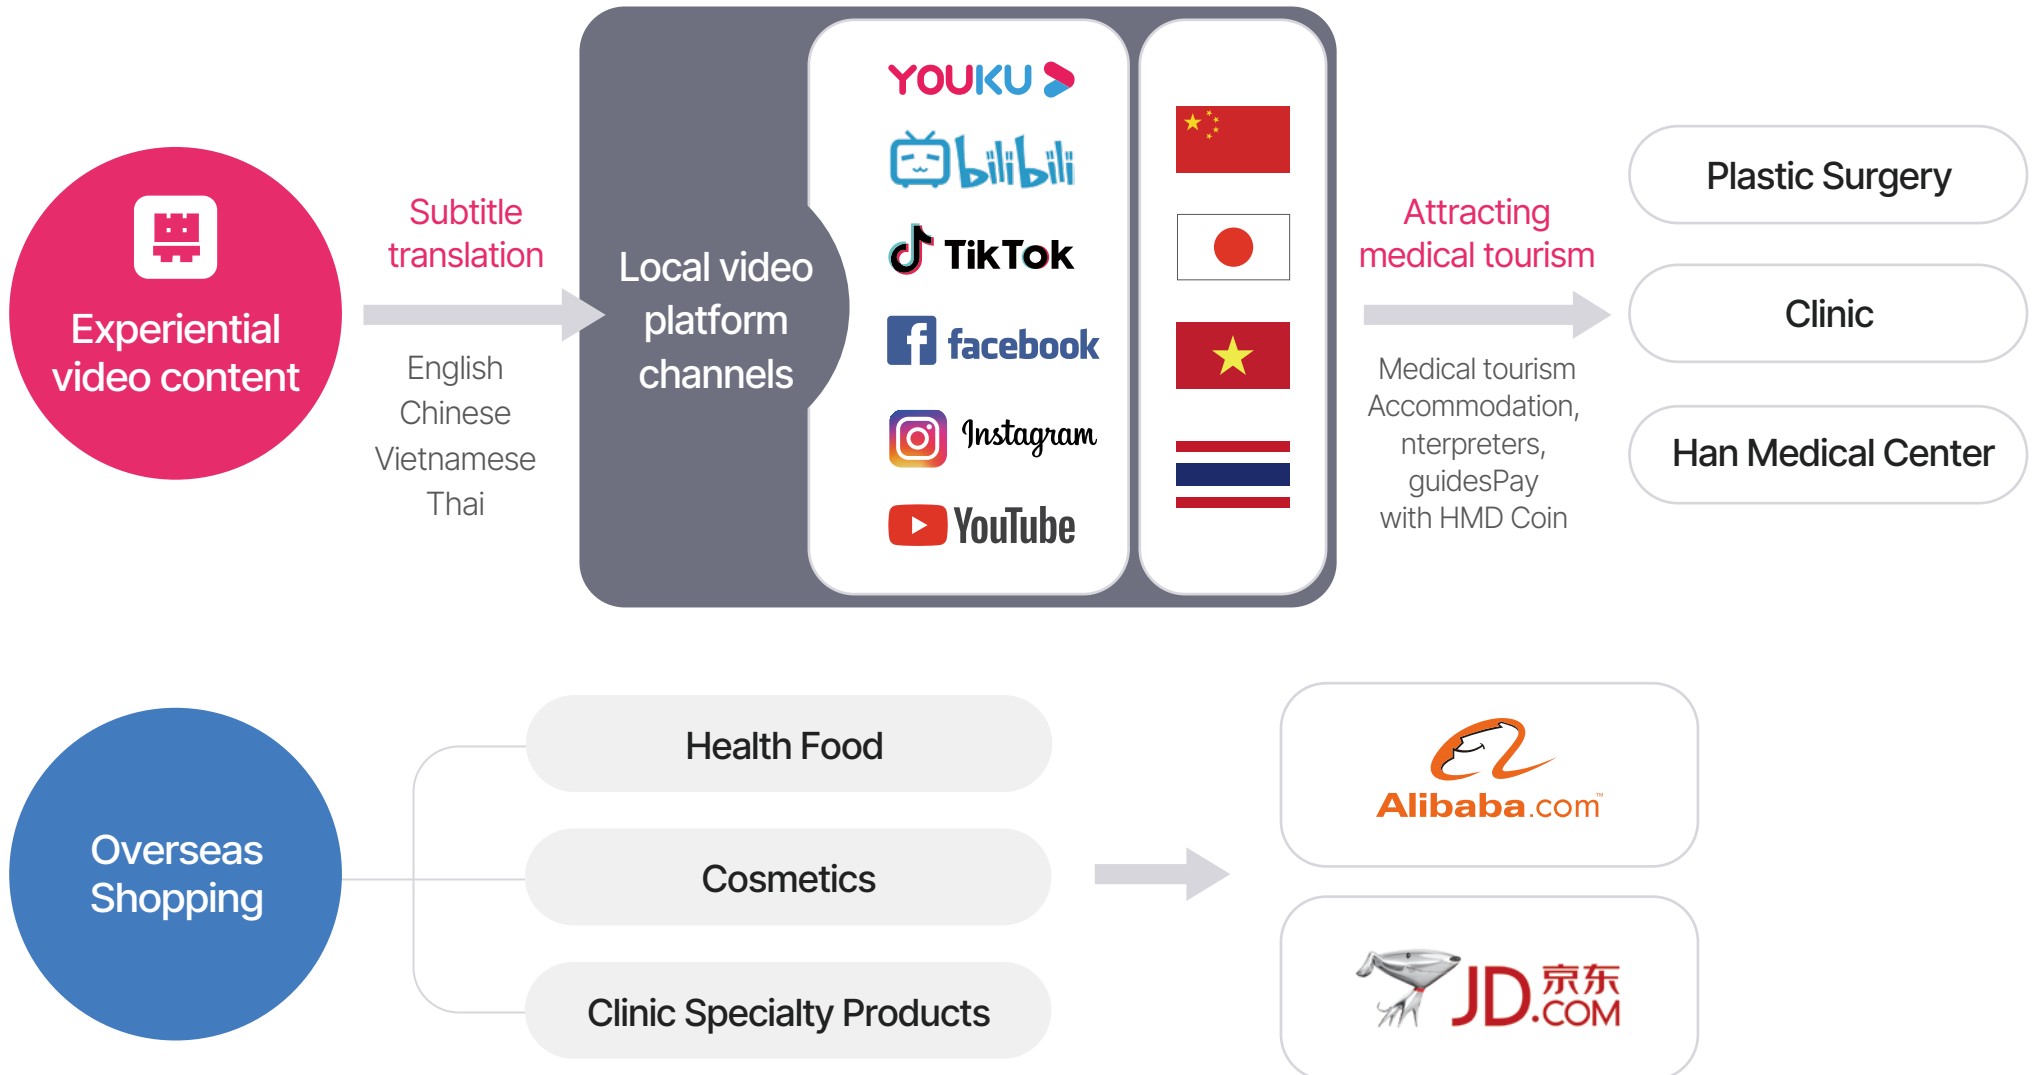 Experiential
video content
Subtitle
translation
English
Chinese
Vietnamese
Thai
Local video
platform
channels
YOUKU
bilibili
TikTok
facebook
Instagram
YouTube
Attracting
medical tourism
Medical tourism
Accommodation,
nterpreters,
guidesPay
with HMD Coin
Plastic Surgery
Clinic
Han Medical Center
Overseas
Shopping
Health Food
Cosmetics
Clinic Specialty Products
Alibaba.com™
JD.京东
COM